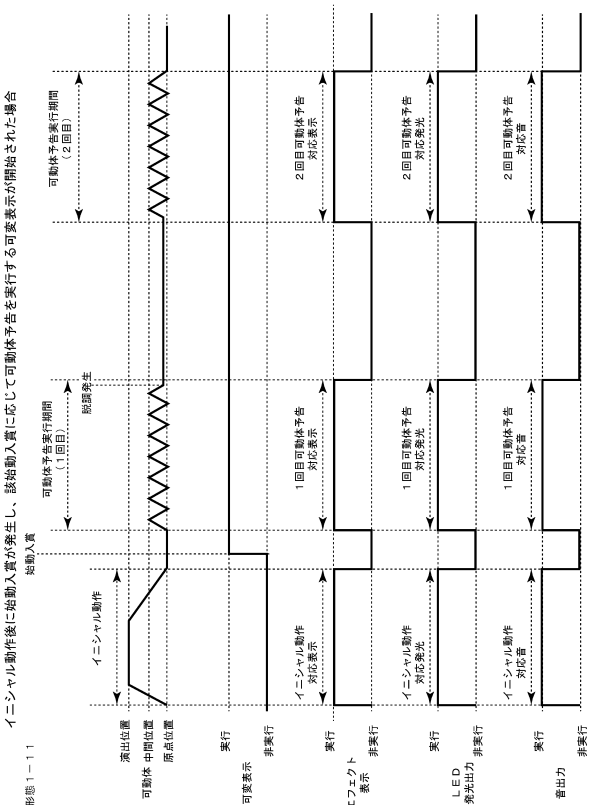 形態1－11
イニシャル動作後に始動入賞が発生し、該始動入賞に応じて可動体予告を実行する可変表示が開始された場合
始動入賞
可動体予告実行期間
（1回目）
脱調発生
可動体予告実行期間
（2回目）
イニシャル動作
可動体
演出位置
中間位置
原点位置
可変表示
実行
非実行
エフェクト
表示
実行
非実行
イニシャル動作
対応表示
1回目可動体予告
対応表示
2回目可動体予告
対応表示
LED
発光出力
実行
非実行
イニシャル動作
対応発光
1回目可動体予告
対応発光
2回目可動体予告
対応発光
音出力
実行
非実行
イニシャル動作
対応音
1回目可動体予告
対応音
2回目可動体予告
対応音